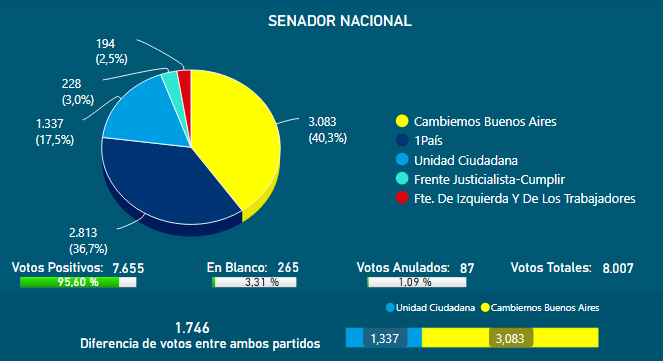 SENADOR NACIONAL
194
(2,5%)
228
(3,0%)
1.337
(17,5%)
3.083
(40,3%)
2.813
(36,7%)
Cambiemos Buenos Aires
1País
Unidad Ciudadana
Frente Justicialista-Cumplir
Fte. De Izquierda Y De Los Trabajadores
Votos Positivos: 7.655
95,60 %
En Blanco: 265
3,31 %
Votos Anulados: 87
1,09 %
Votos Totales: 8.007
Unidad Ciudadana
Cambiemos Buenos Aires
1.746
Diferencia de votos entre ambos partidos
1,337
3,083